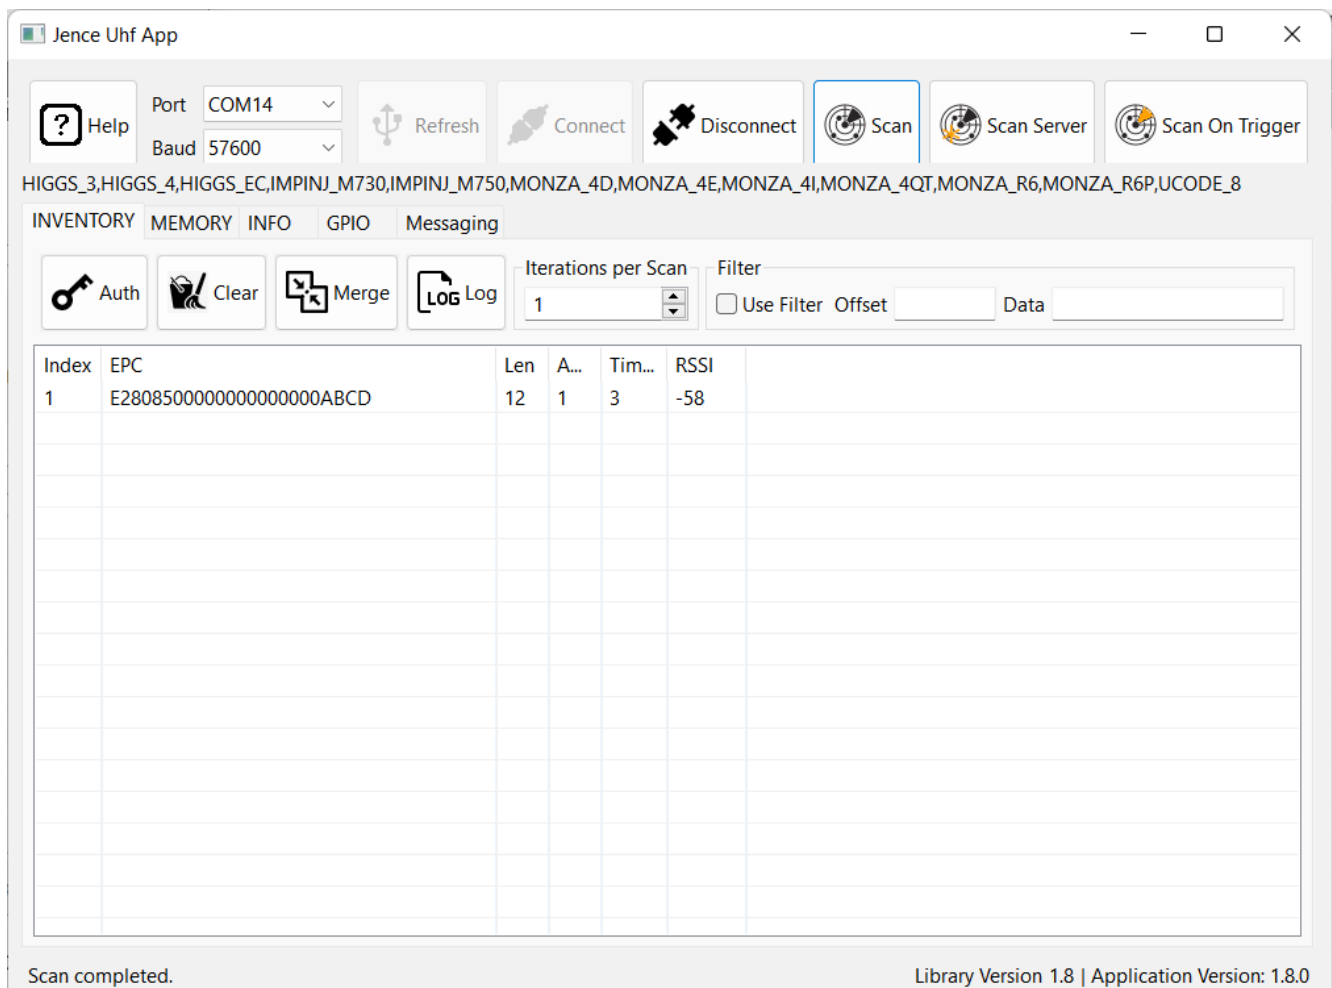 Jence Uhf App
? Help
Port COM14
Baud 57600
Refresh
Connect
Disconnect
Scan
Scan Server
Scan On Trigger
HIGGS_3,HIGGS_4,HIGGS_EC,IMPINJ_M730,IMPINJ_M750,MONZA_4D,MONZA_4E,MONZA_4I,MONZA_4QT,MONZA_R6,MONZA_R6P,UCODE_8
INVENTORY MEMORY INFO GPIO Messaging
Auth
Clear
Merge
LOG Log
Iterations per Scan
1
Filter
Use Filter Offset Data
Index EPC Len A... Tim... RSSI
1 E2808500000000000000ABCD 12 1 3 -58
Scan completed.
Library Version 1.8 | Application Version: 1.8.0